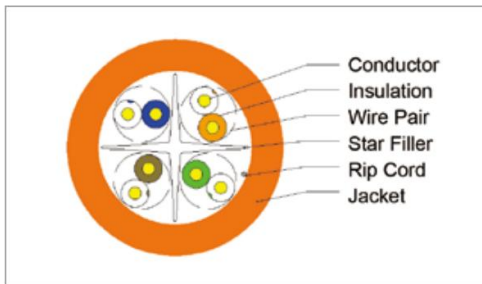 Conductor
Insulation
Wire Pair
Star Filler
Rip Cord
Jacket